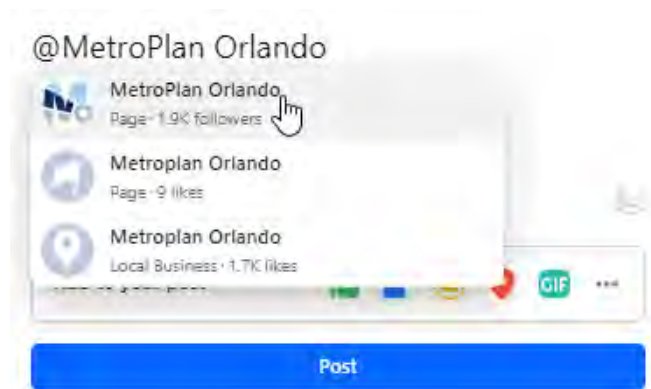 @MetroPlan Orlando
MetroPlan Orlando
Page · 1.9K followers
Metroplan Orlando
Page · 9 likes
Metroplan Orlando
Local Business · 1.7K likes
GIF
Post